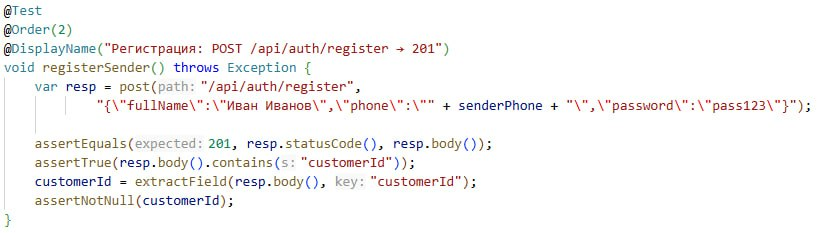 @Test
@Order(2)
@DisplayName("Регистрация: POST /api/auth/register → 201")
void registerSender() throws Exception {
    var resp = post(path: "/api/auth/register",
            "{\"fullName\":\"Иван Иванов\",\"phone\":\"" + senderPhone + "\",\"password\":\"pass123\"}");
    assertEquals(expected: 201, resp.statusCode(), resp.body());
    assertTrue(resp.body().contains(s: "customerId"));
    customerId = extractField(resp.body(), key: "customerId");
    assertNotNull(customerId);
}